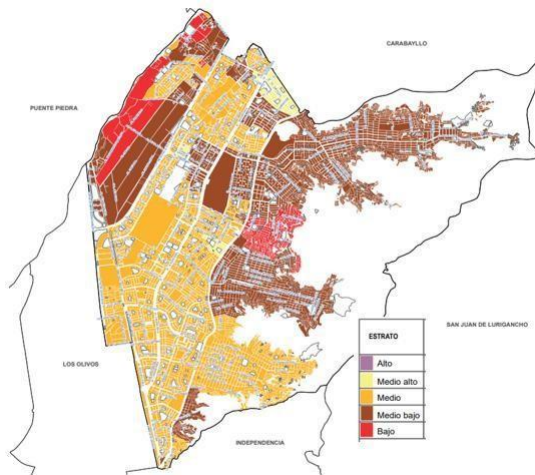 CARABAYLLO
PUENTE PIEDRA
SAN JUAN DE LURIGANCHO
LOS OLIVOS
INDEPENDENCIA
ESTRATO
Alto
Medio alto
Medio
Medio bajo
Bajo